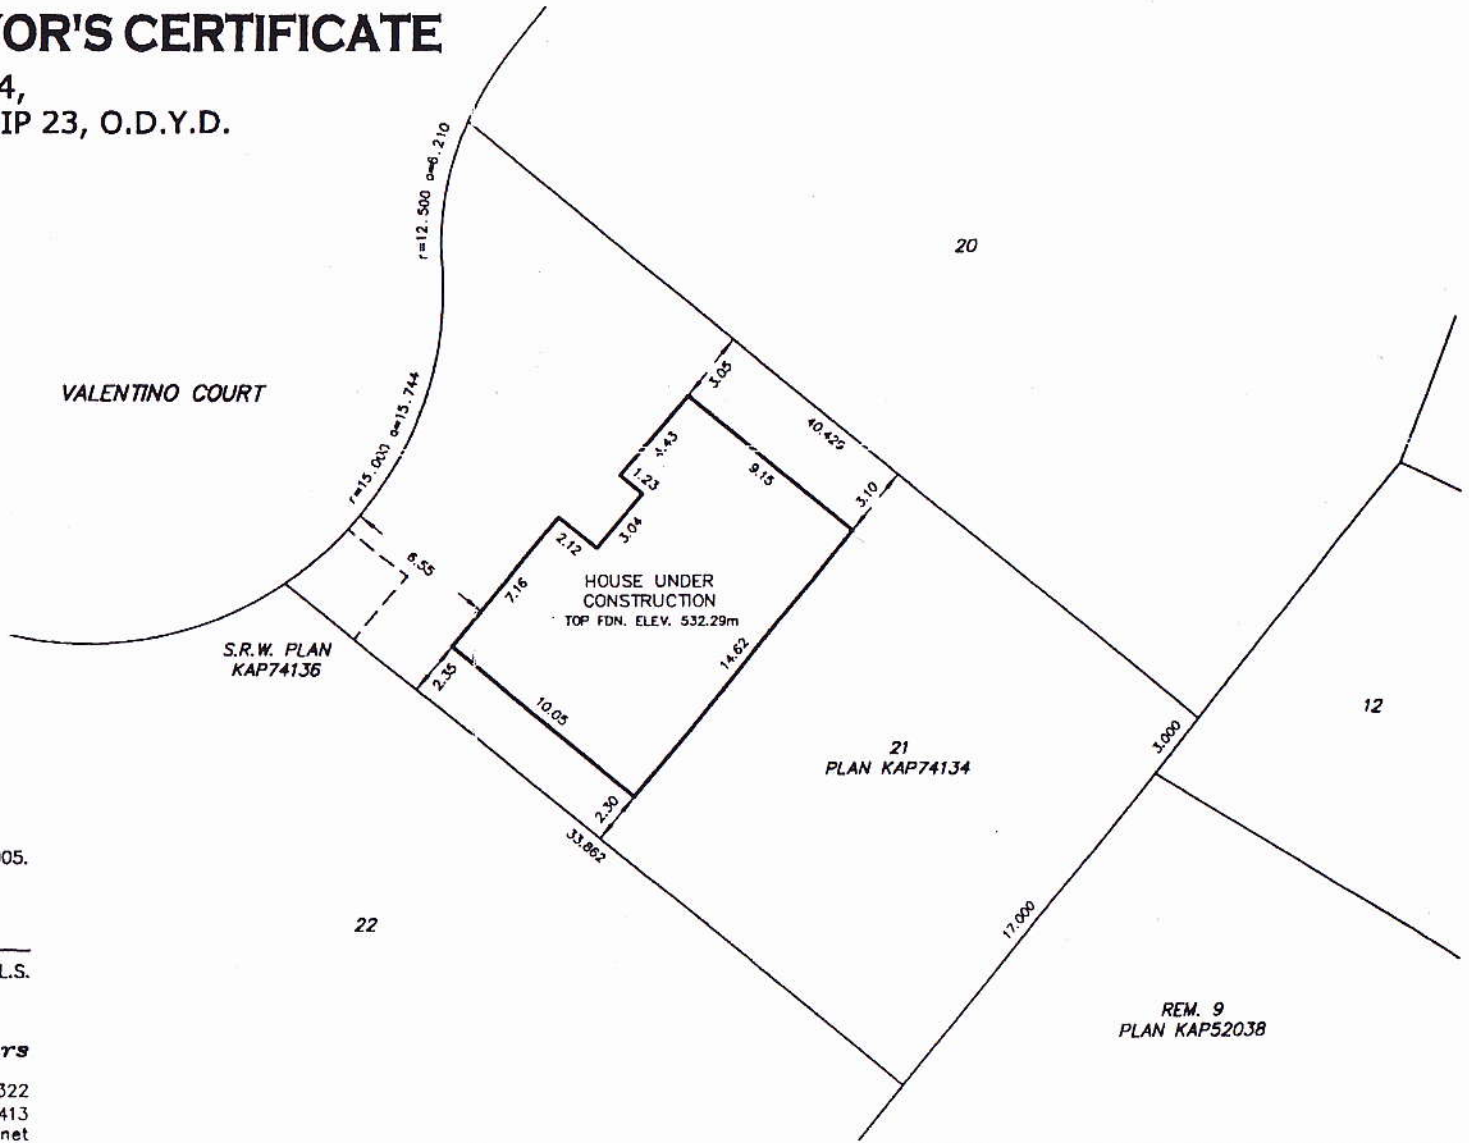 OR'S CERTIFICATE
4,
IP 23, O.D.Y.D.
r=12.500 a=6.210
20
VALENTINO COURT
r=15.000 a=15.744
3.05
40.429
.43
9.15
1.23
3.10
3.04
2.12
6.55
7.16
HOUSE UNDER
CONSTRUCTION
TOP FDN. ELEV. 532.29m
14.62
S.R.W. PLAN
KAP74136
2.35
10.05
12
3.000
21
PLAN KAP74134
2.30
33.862
05.
22
17.000
L.S.
REM. 9
PLAN KAP52038
rs
322
413
net